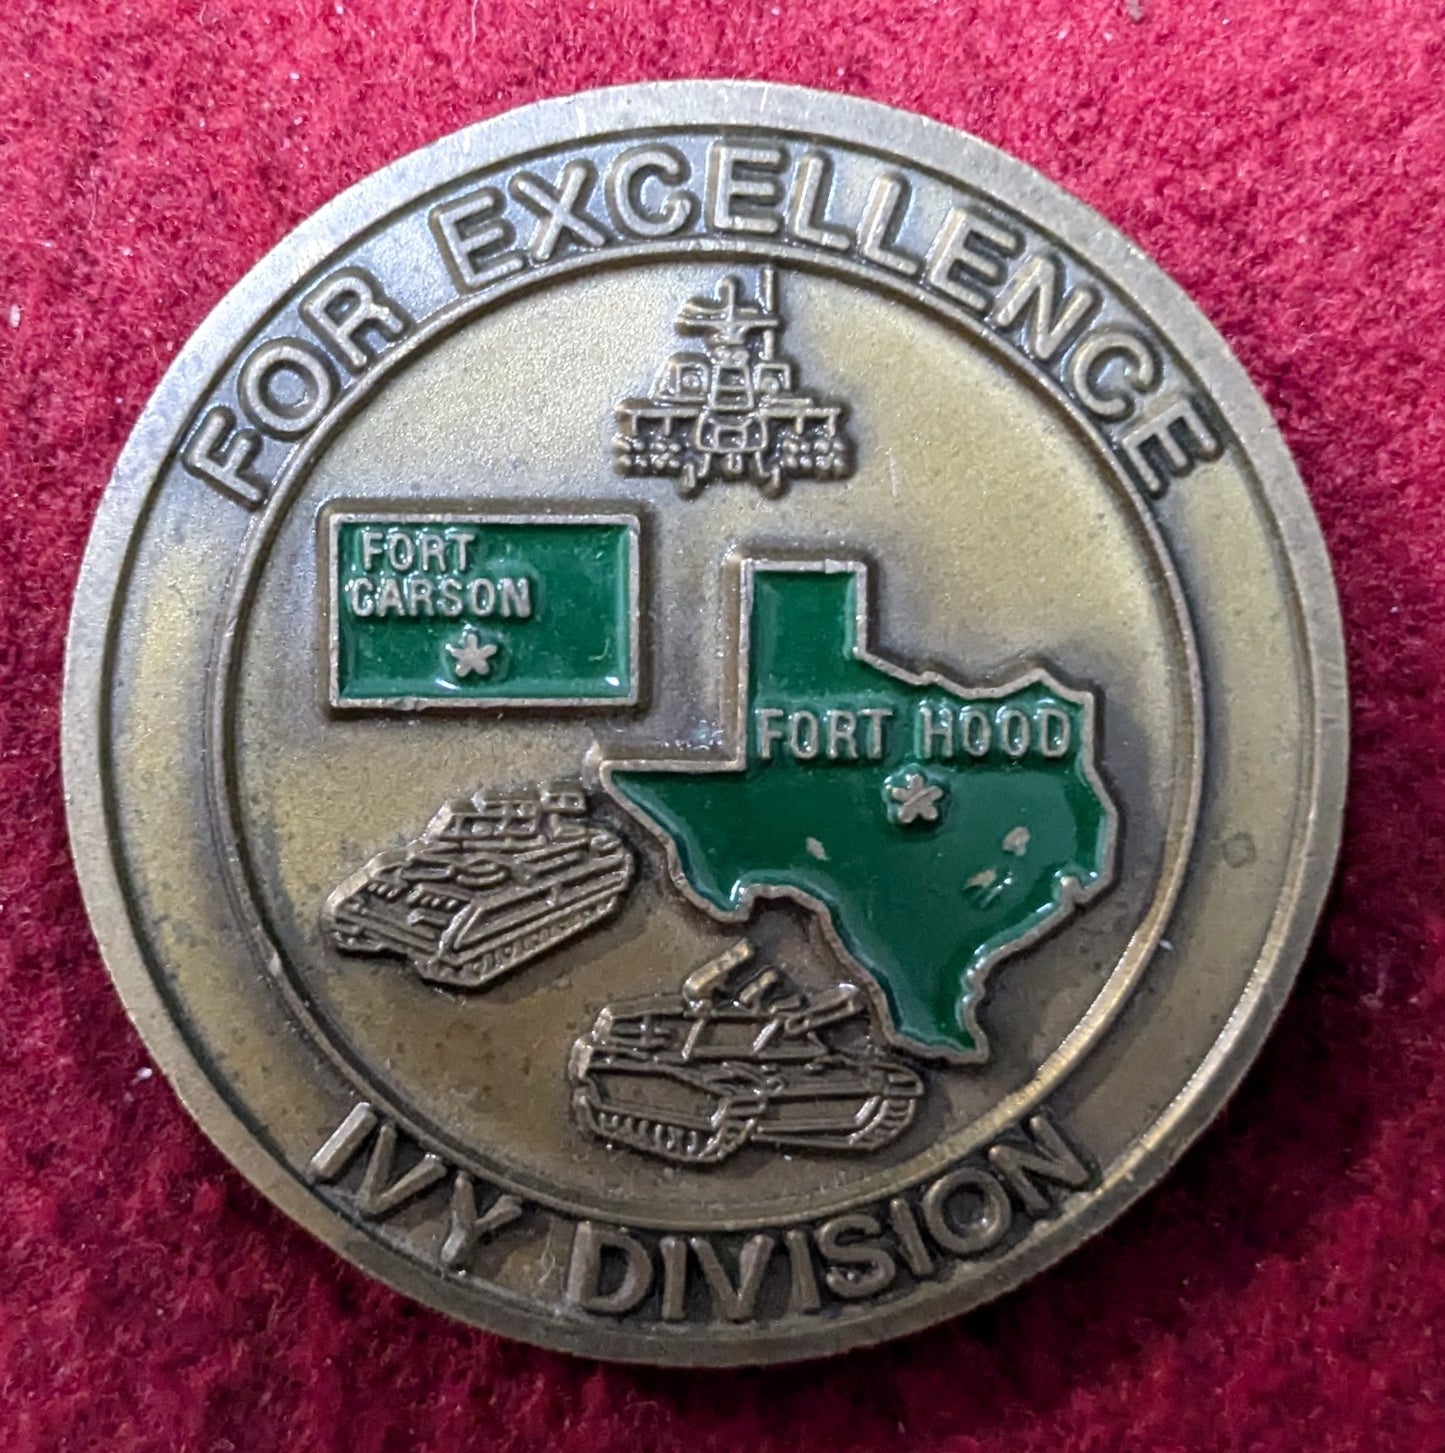 FOR EXCELLENCE
FORT
CARSON
FORT HOOD
IVY DIVISION